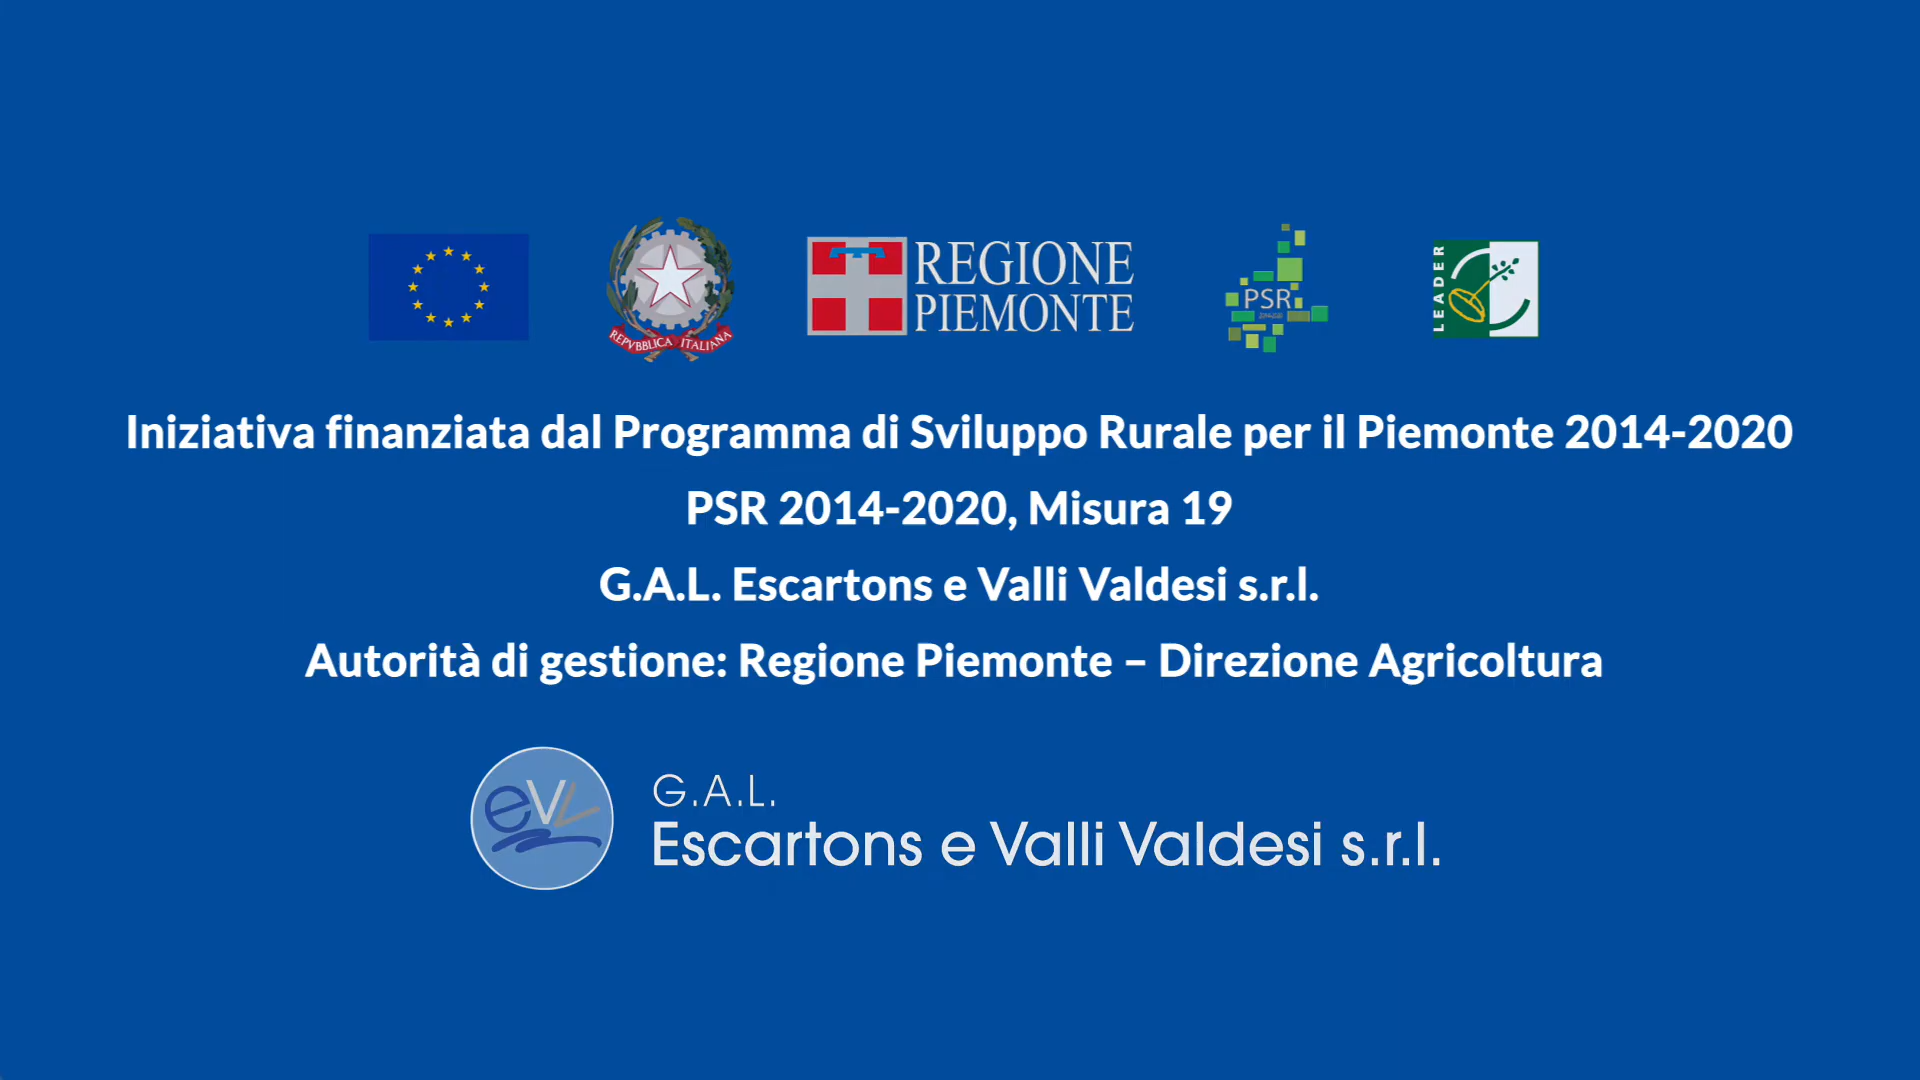 REPVBBLICA ITALIANA
REGIONE
PIEMONTE
PSR
LEADER
Iniziativa finanziata dal Programma di Sviluppo Rurale per il Piemonte 2014-2020
PSR 2014-2020, Misura 19
G.A.L. Escartons e Valli Valdesi s.r.l.
Autorità di gestione: Regione Piemonte – Direzione Agricoltura
eVV
G.A.L.
Escartons e Valli Valdesi s.r.l.